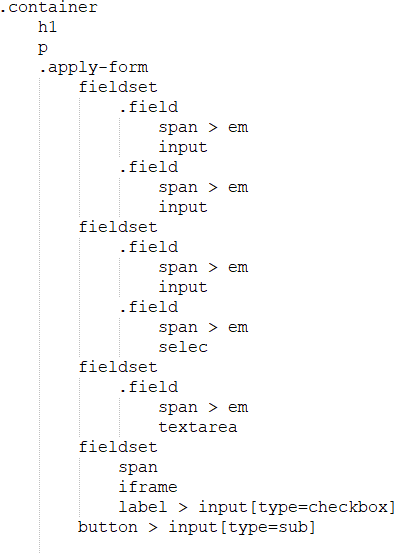 .container
h1
p
.apply-form
fieldset
.field
span > em
input
.field
span > em
input
fieldset
.field
span > em
input
.field
span > em
selec
fieldset
.field
span > em
textarea
fieldset
span
iframe
label > input[type=checkbox]
button > input[type=sub]